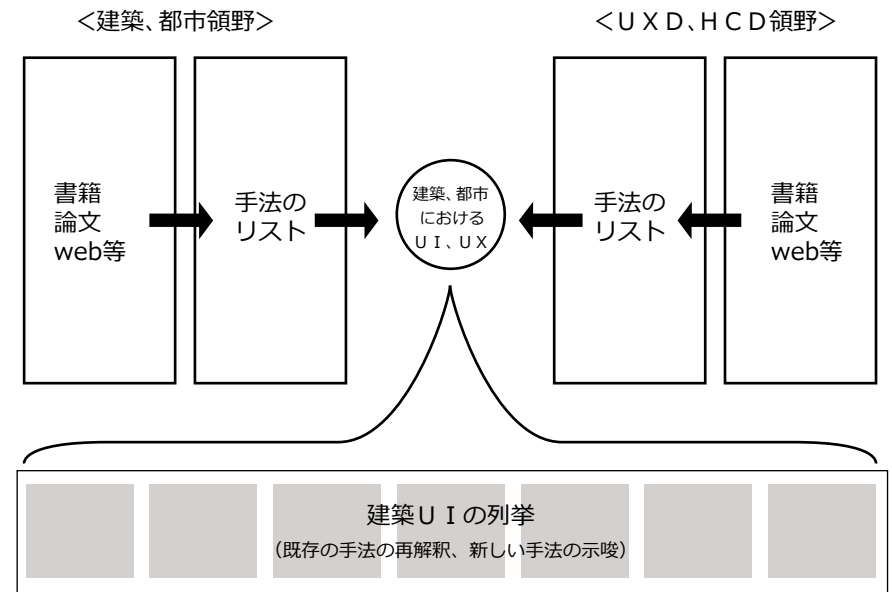 ＜建築、都市領野＞
＜ＵＸＤ、ＨＣＤ領野＞
書籍
論文
web等
手法の
リスト
建築、都市
における
ＵＩ、ＵＸ
手法の
リスト
書籍
論文
web等
建築ＵＩの列挙
（既存の手法の再解釈、新しい手法の示唆）